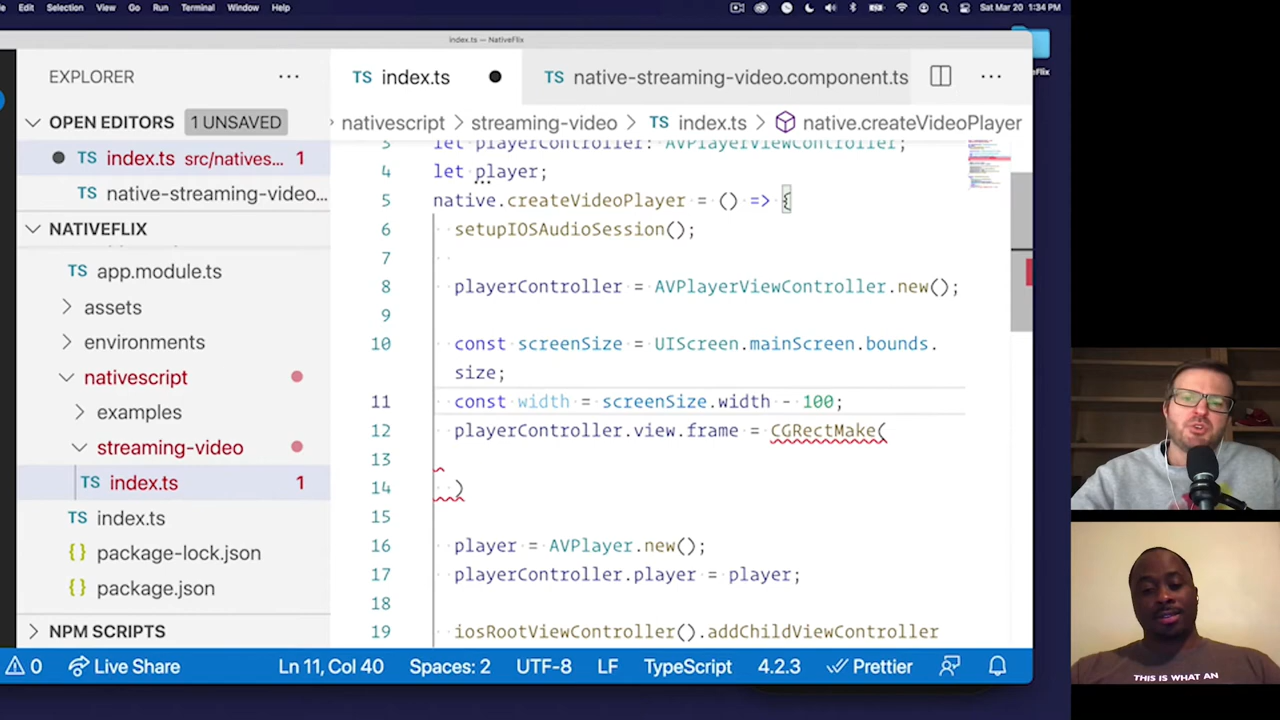 Edit Selection View Go Run Terminal Window Help
Sat Mar 20 1:34 PM
index.ts — NativeFlix
EXPLORER
OPEN EDITORS 1 UNSAVED
TS index.ts src/natives... 1
TS native-streaming-video...
NATIVEFLIX
TS app.module.ts
assets
environments
nativescript
examples
streaming-video
TS index.ts 1
TS index.ts
{} package-lock.json
{} package.json
NPM SCRIPTS
TS index.ts
TS native-streaming-video.component.ts
nativescript > streaming-video > TS index.ts > native.createVideoPlayer
3 let playerController: AVPlayerViewController;
4 let player;
5 native.createVideoPlayer = () => {
6 setupIOSAudioSession();
7
8 playerController = AVPlayerViewController.new();
9
10 const screenSize = UIScreen.mainScreen.bounds.
size;
11 const width = screenSize.width - 100;
12 playerController.view.frame = CGRectMake(
13
14 )
15
16 player = AVPlayer.new();
17 playerController.player = player;
18
19 iosRootViewController().addChildViewController
0 Live Share Ln 11, Col 40 Spaces: 2 UTF-8 LF TypeScript 4.2.3 Prettier
THIS IS WHAT AN